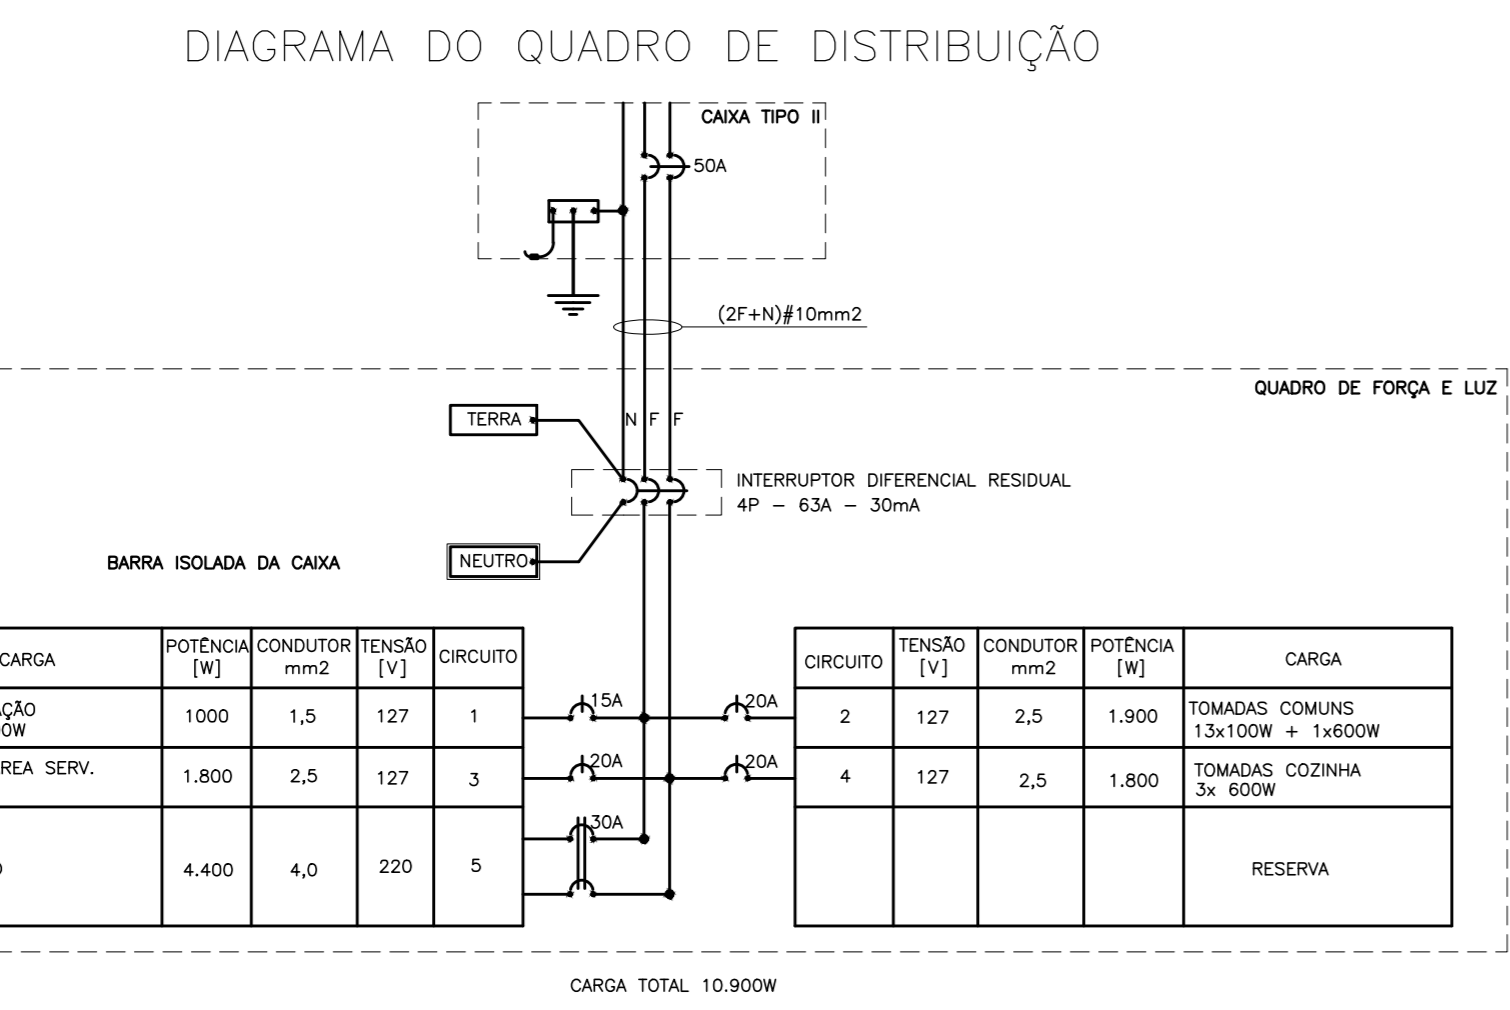 DIAGRAMA DO QUADRO DE DISTRIBUIÇÃO
CAIXA TIPO II
50A
(2F+N)#10mm2
QUADRO DE FORÇA E LUZ
TERRA
N F F
INTERRUPTOR DIFERENCIAL RESIDUAL
4P – 63A – 30mA
BARRA ISOLADA DA CAIXA
NEUTRO
CARGA
POTÊNCIA
[W]
CONDUTOR
mm2
TENSÃO
[V]
CIRCUITO
1000
1,5
127
1
15A
REA SERV.
1.800
2,5
127
3
20A
4.400
4,0
220
5
30A
CIRCUITO
TENSÃO
[V]
CONDUTOR
mm2
POTÊNCIA
[W]
CARGA
20A
2
127
2,5
1.900
TOMADAS COMUNS
13x100W + 1x600W
20A
4
127
2,5
1.800
TOMADAS COZINHA
3x 600W
RESERVA
CARGA TOTAL 10.900W